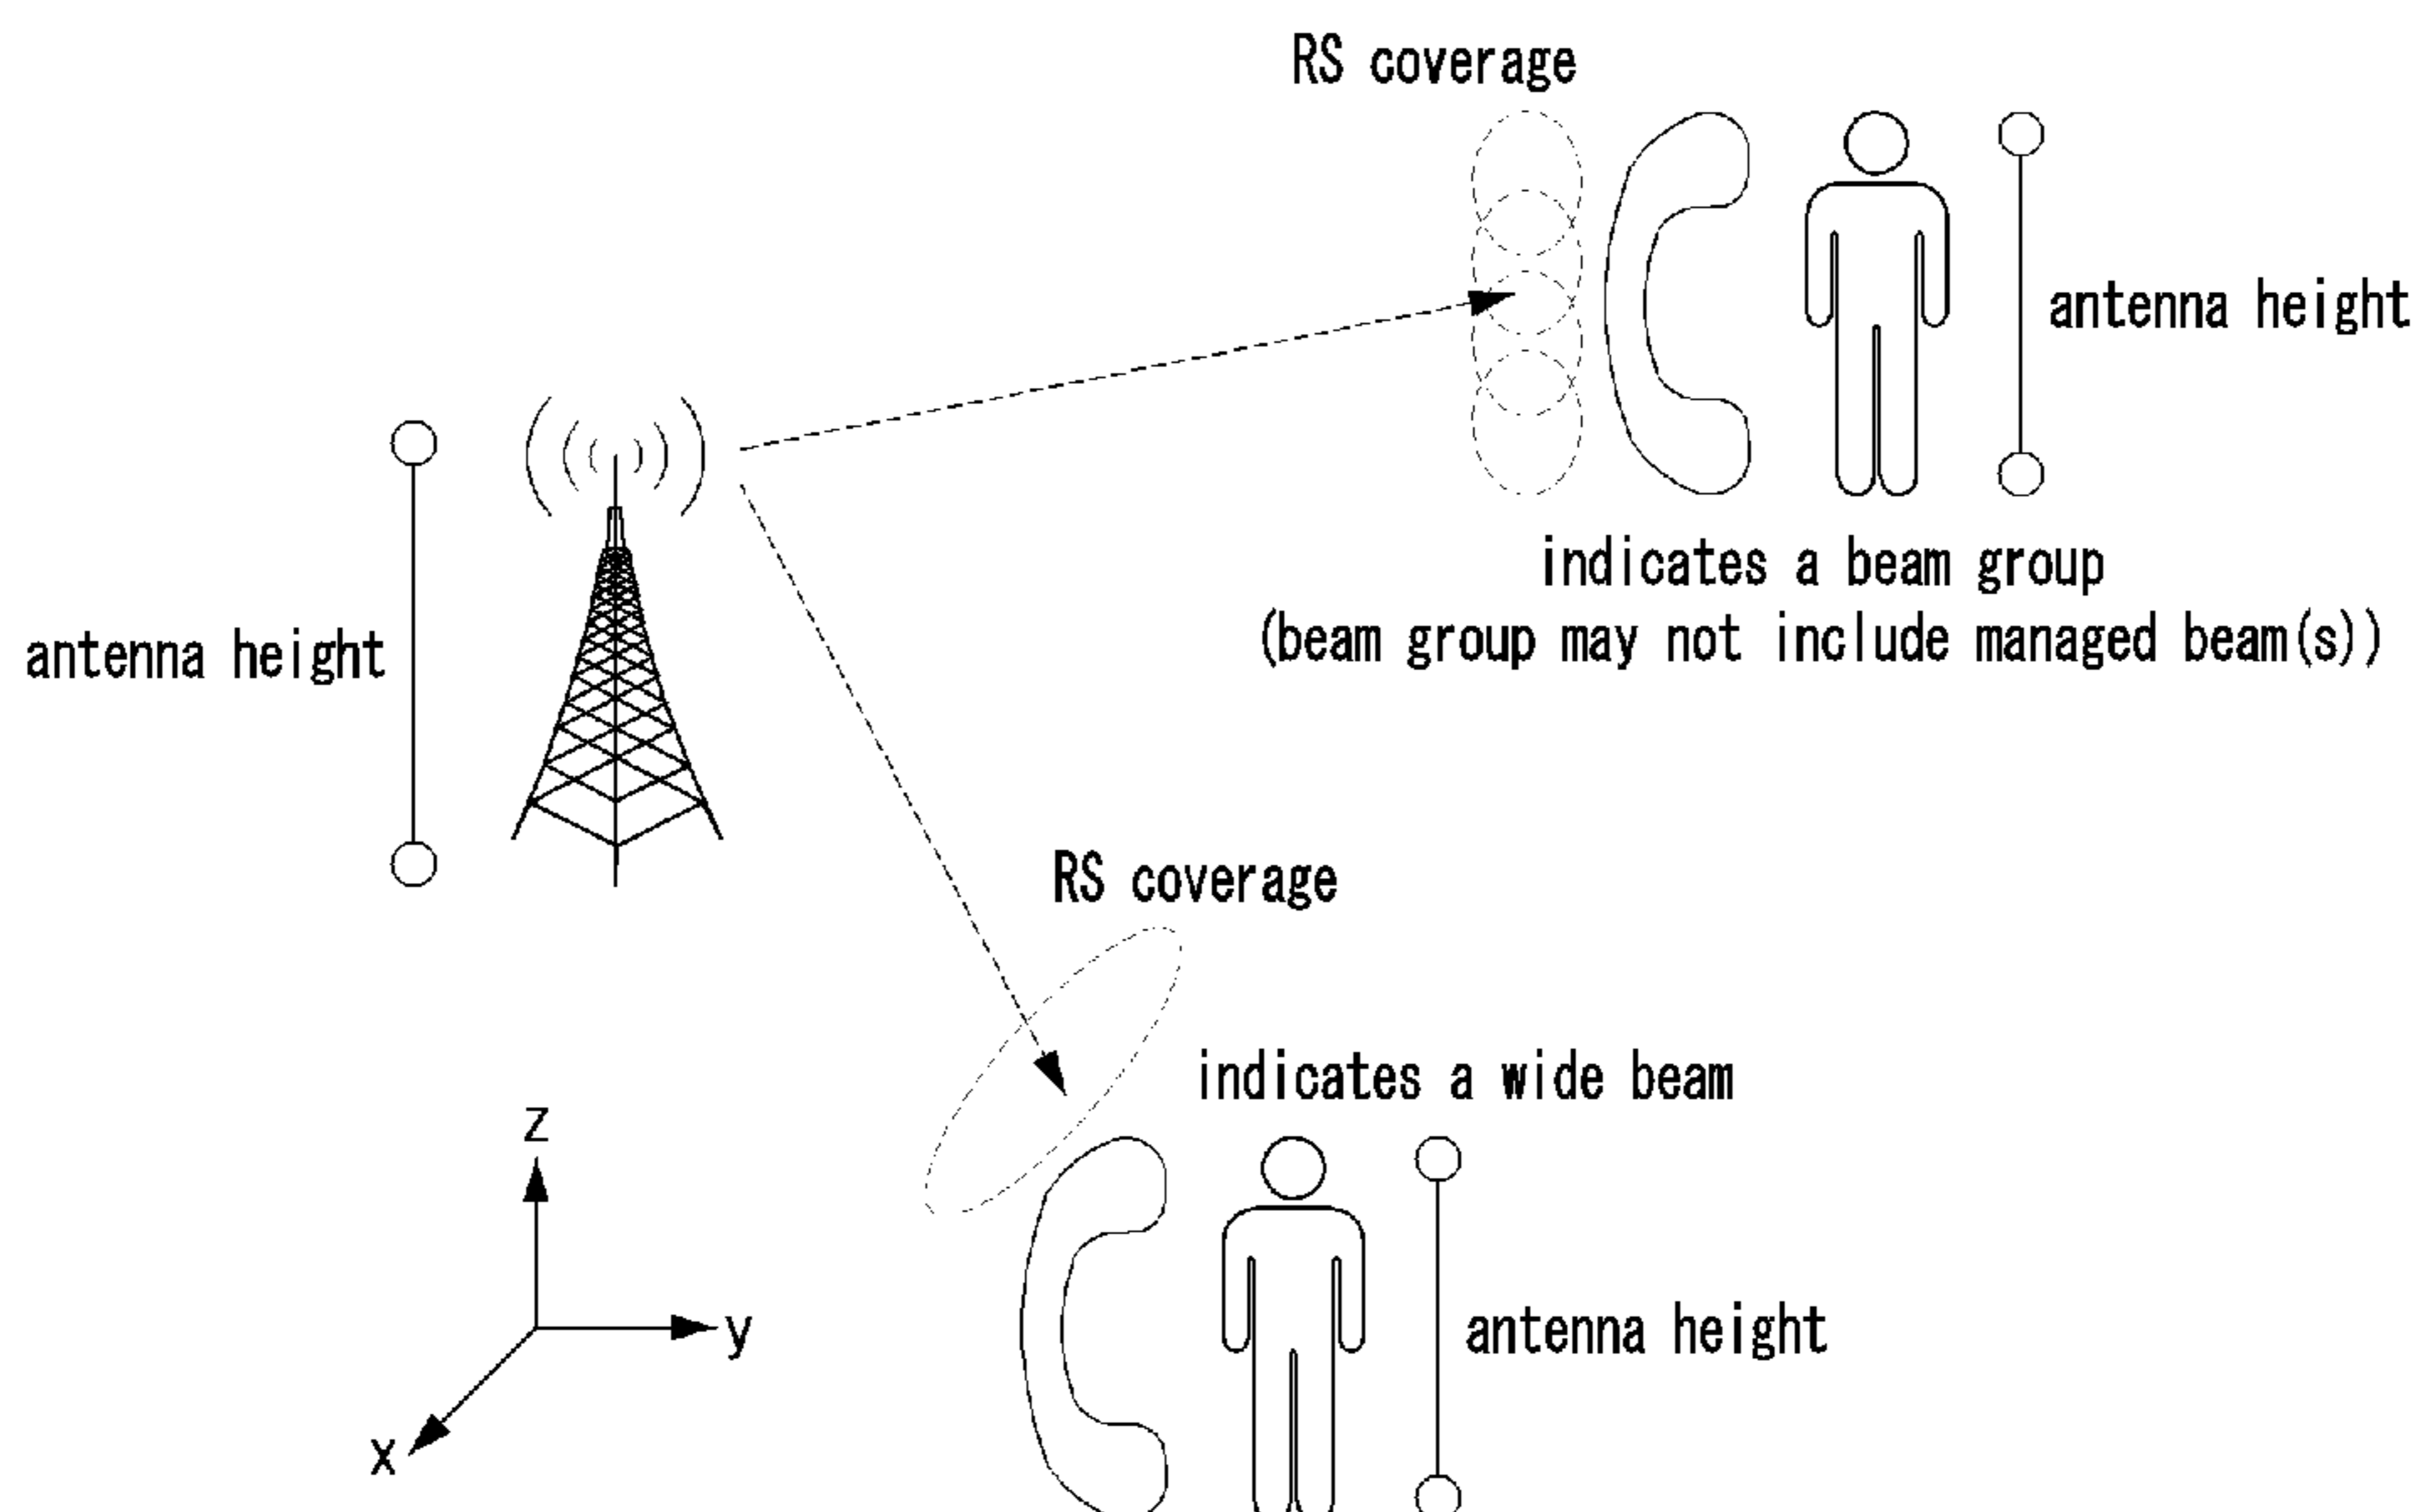 RS coverage
antenna height
indicates a beam group
(beam group may not include managed beam(s))
antenna height
RS coverage
indicates a wide beam
z
y
x
antenna height